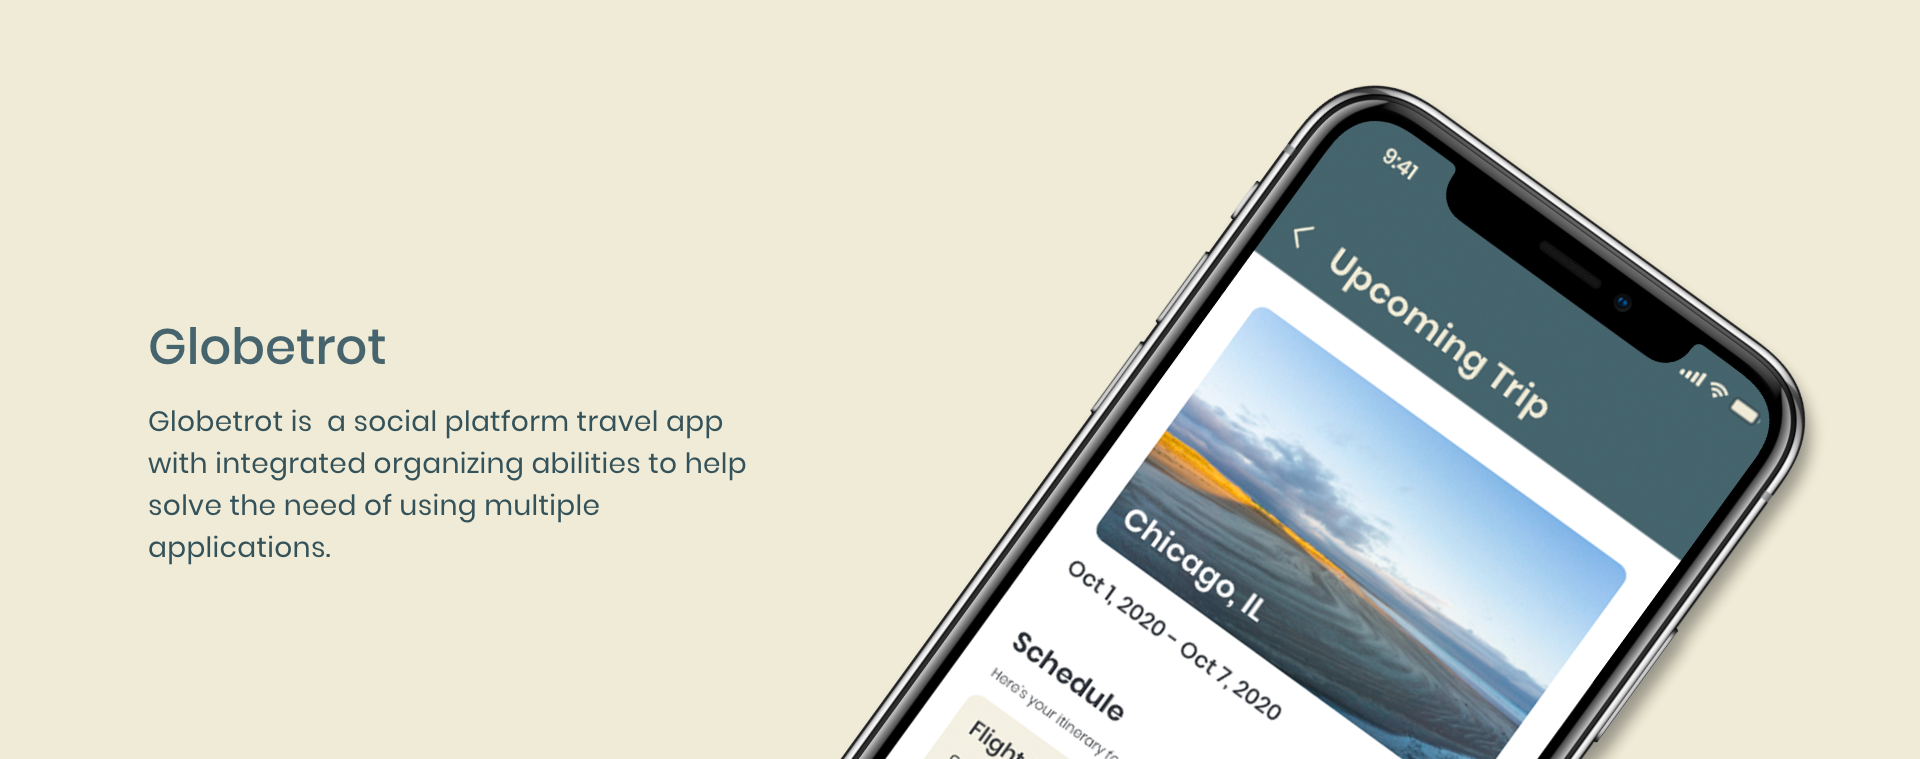 Globetrot
Globetrot is  a social platform travel app
with integrated organizing abilities to help
solve the need of using multiple
applications.
9:41
Upcoming Trip
Chicago, IL
Oct 1, 2020 - Oct 7, 2020
Schedule
Here's your itinerary
Flight